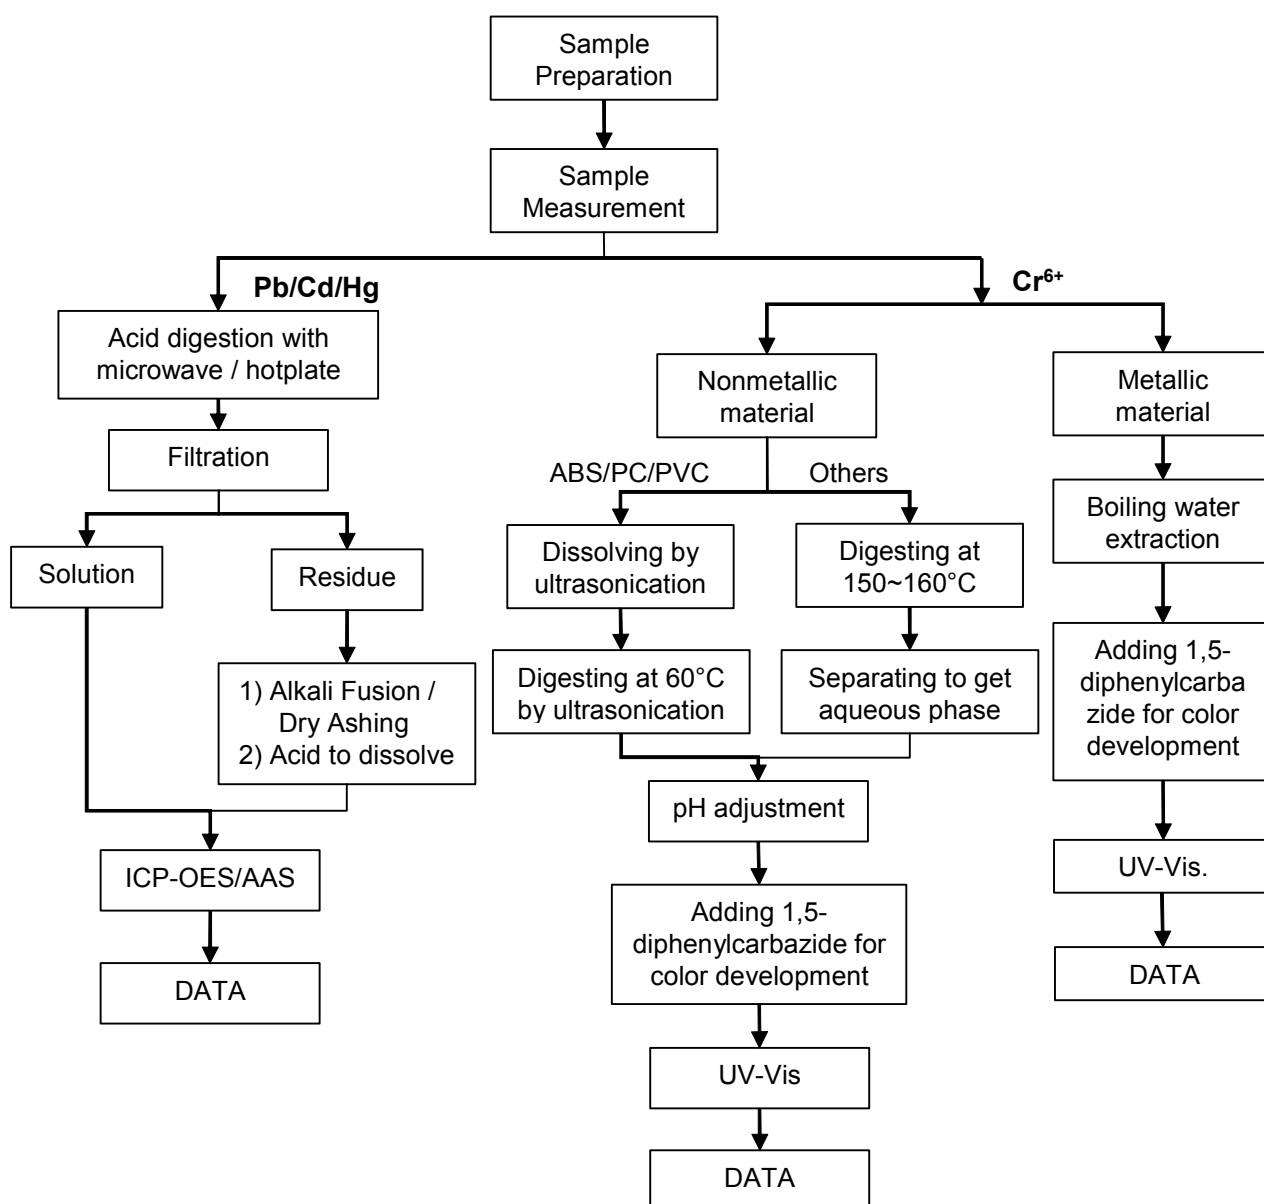 Sample
Preparation
Sample
Measurement
Pb/Cd/Hg
Cr⁶⁺
Acid digestion with
microwave / hotplate
Filtration
Solution
Residue
1) Alkali Fusion /
Dry Ashing
2) Acid to dissolve
ICP-OES/AAS
DATA
Nonmetallic
material
ABS/PC/PVC
Others
Dissolving by
ultrasonication
Digesting at
150~160°C
Digesting at 60°C
by ultrasonication
Separating to get
aqueous phase
pH adjustment
Adding 1,5-
diphenylcarbazide for
color development
UV-Vis
DATA
Metallic
material
Boiling water
extraction
Adding 1,5-
diphenylcarba
zide for color
development
UV-Vis.
DATA